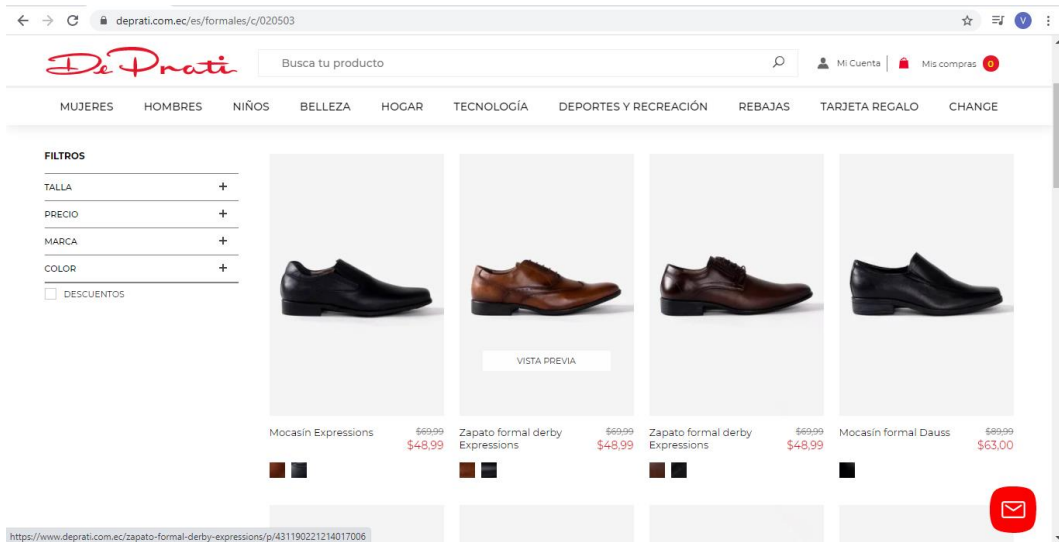 deprati.com.ec/es/formales/c/020503
V
De Prati
Busca tu producto
Mi Cuenta
Mis compras 0
MUJERES HOMBRES NIÑOS BELLEZA HOGAR TECNOLOGÍA DEPORTES Y RECREACIÓN REBAJAS TARJETA REGALO CHANGE
FILTROS
TALLA +
PRECIO +
MARCA +
COLOR +
DESCUENTOS
VISTA PREVIA
Mocasín Expressions $69,99
$48,99
Zapato formal derby $69,99
Expressions $48,99
Zapato formal derby $69,99
Expressions $48,99
Mocasín formal Dauss $89,99
$63,00
https://www.deprati.com.ec/zapato-formal-derby-expressions/p/431190221214017006